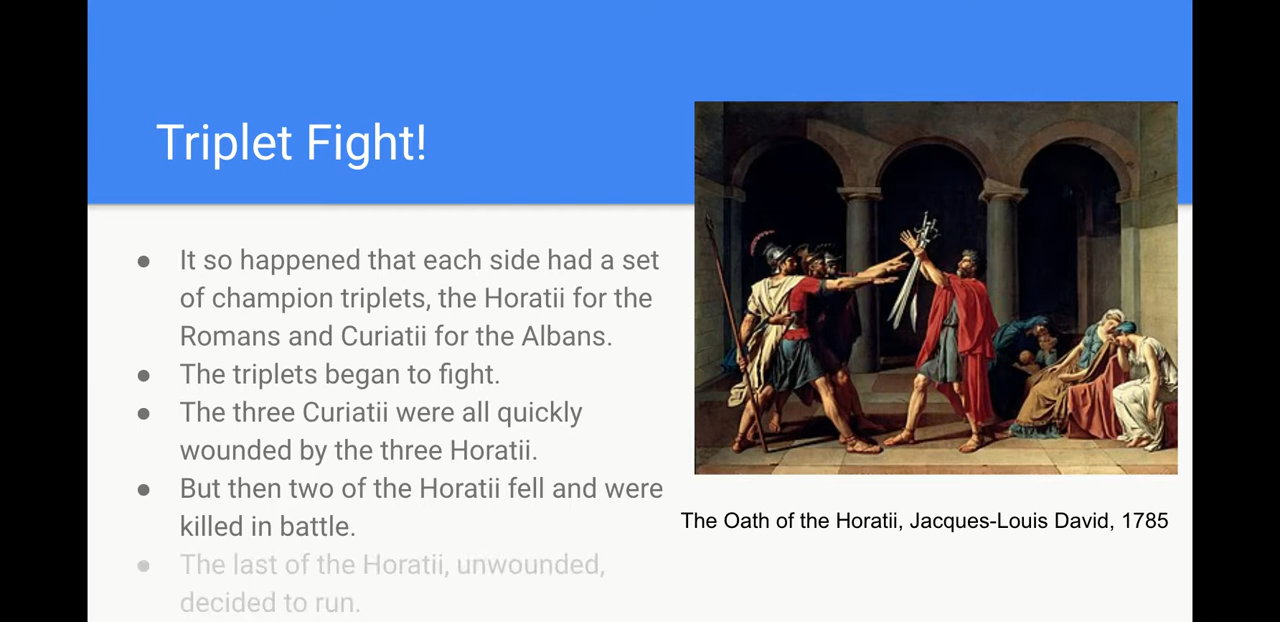 Triplet Fight!
● It so happened that each side had a set
of champion triplets, the Horatii for the
Romans and Curiatii for the Albans.
● The triplets began to fight.
● The three Curiatii were all quickly
wounded by the three Horatii.
● But then two of the Horatii fell and were
killed in battle.
● The last of the Horatii, unwounded,
decided to run.
The Oath of the Horatii, Jacques-Louis David, 1785